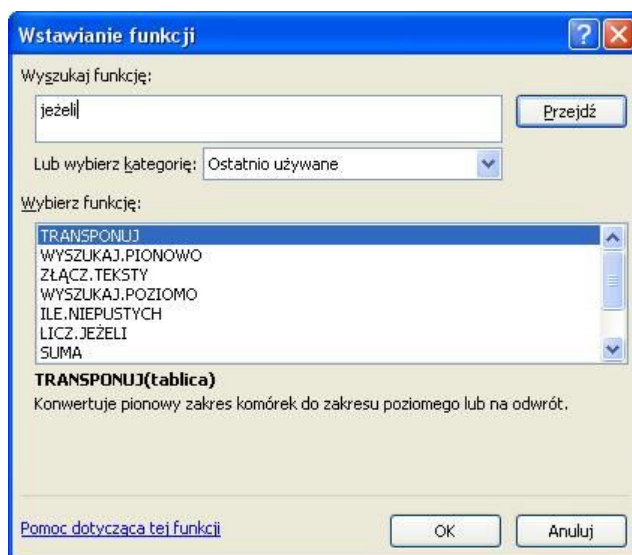 Wstawianie funkcji
Wyszukaj funkcję:
jeżeli
Przejdź
Lub wybierz kategorię: Ostatnio używane
Wybierz funkcję:
TRANSPONUJ
WYSZUKAJ.PIONOWO
ZŁĄCZ.TEKSTY
WYSZUKAJ.POZIOMO
ILE.NIEPUSTYCH
LICZ.JEŻELI
SUMA
TRANSPONUJ(tablica)
Konwertuje pionowy zakres komórek do zakresu poziomego lub na odwrót.
Pomoc dotycząca tej funkcji
OK
Anuluj